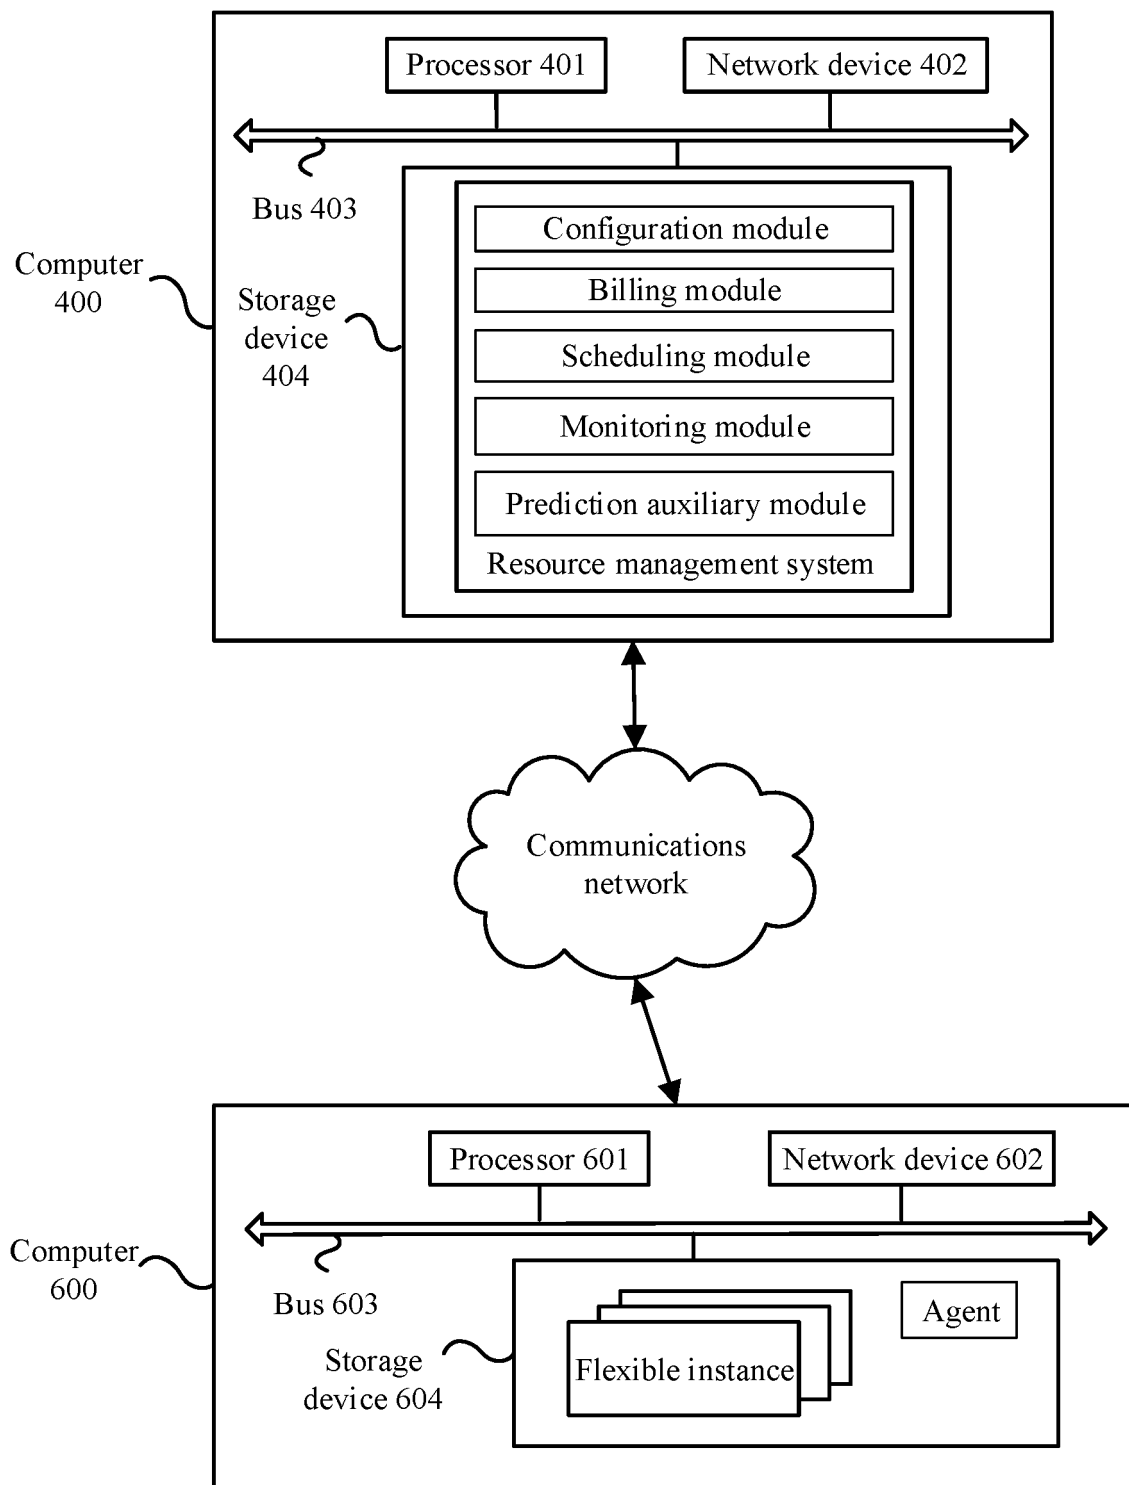 Processor 401
Network device 402
Bus 403
Computer
400
Storage
device
404
Configuration module
Billing module
Scheduling module
Monitoring module
Prediction auxiliary module
Resource management system
Communications
network
Processor 601
Network device 602
Computer
600
Bus 603
Storage
device 604
Flexible instance
Agent